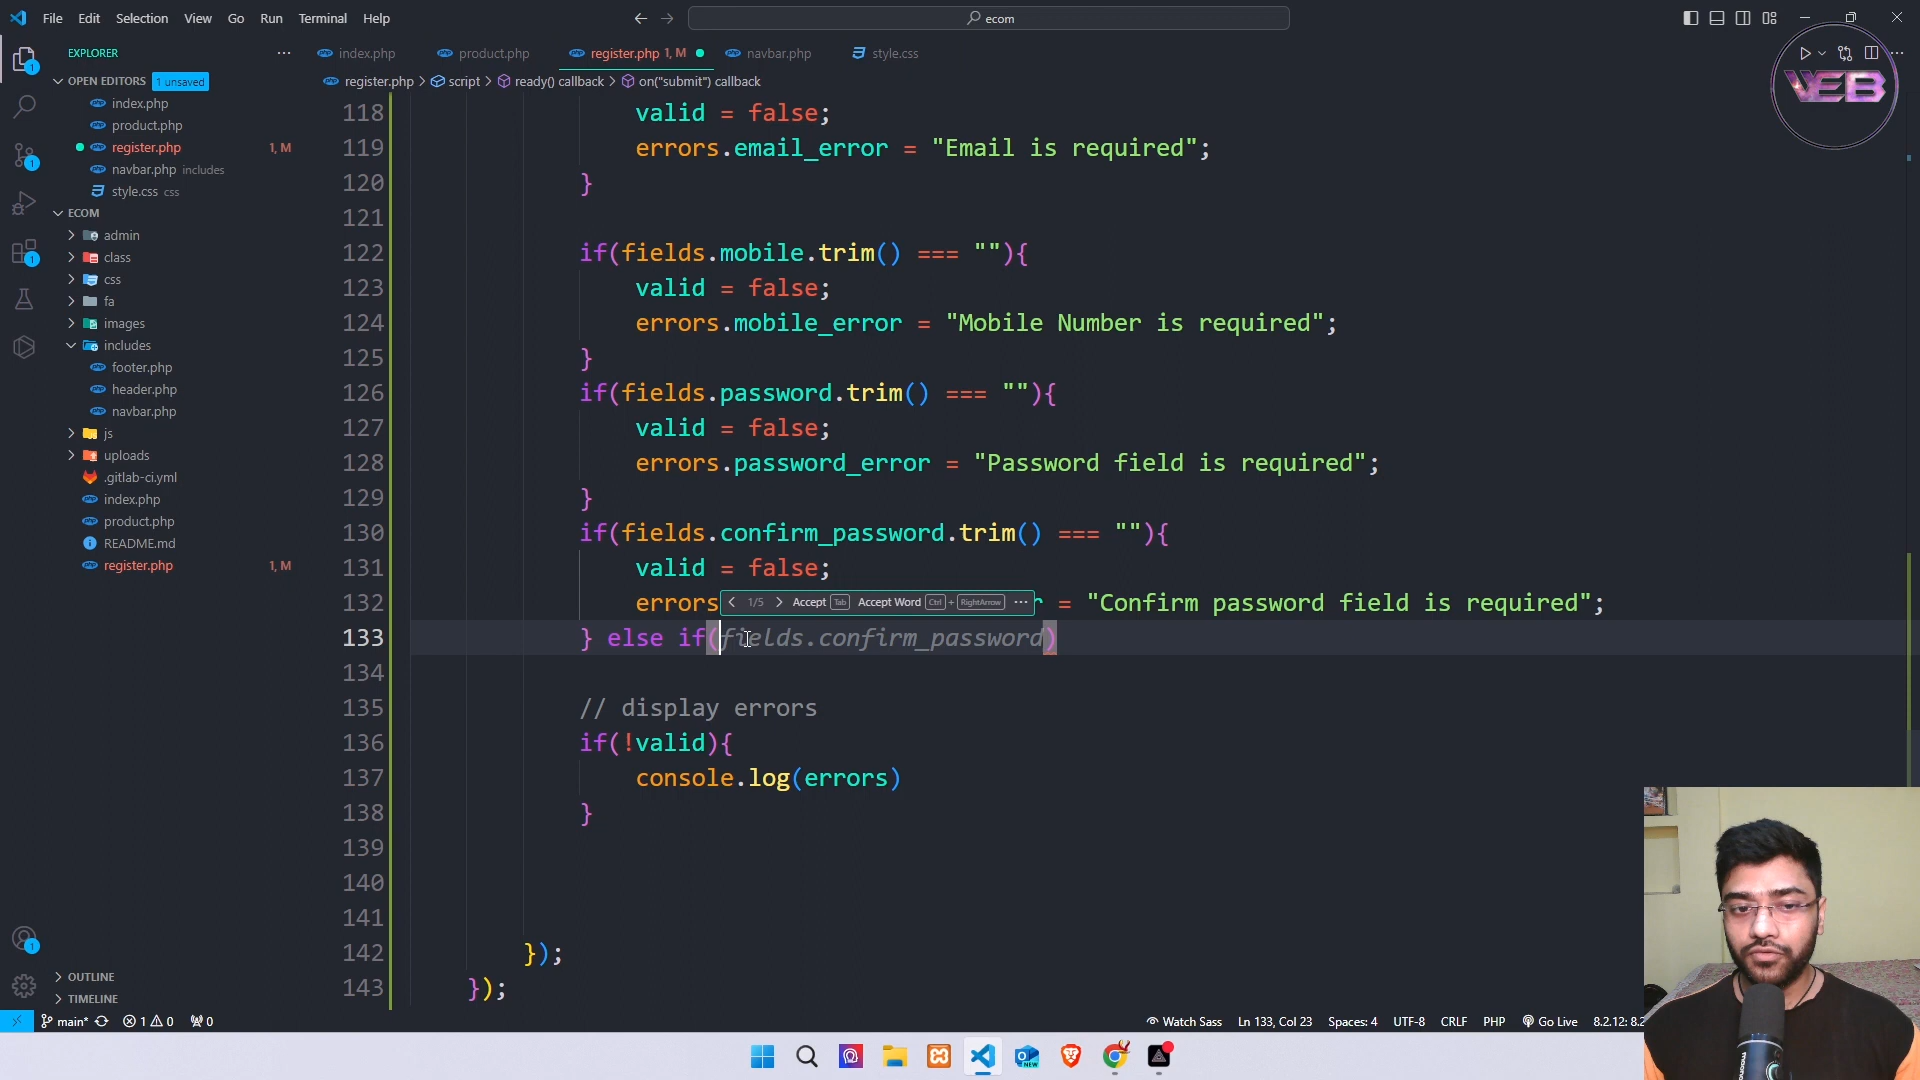 File Edit Selection View Go Run Terminal Help
ecom
EXPLORER
index.php
product.php
register.php 1, M
navbar.php
style.css
WEB
OPEN EDITORS 1 unsaved
register.php > script > ready() callback > on("submit") callback
index.php
product.php
register.php 1, M
navbar.php includes
style.css css
ECOM
admin
class
css
fa
images
includes
footer.php
header.php
navbar.php
js
uploads
.gitlab-ci.yml
index.php
product.php
README.md
register.php 1, M
OUTLINE
TIMELINE
118 valid = false;
119 errors.email_error = "Email is required";
120 }
121
122 if(fields.mobile.trim() === ""){
123 valid = false;
124 errors.mobile_error = "Mobile Number is required";
125 }
126 if(fields.password.trim() === ""){
127 valid = false;
128 errors.password_error = "Password field is required";
129 }
130 if(fields.confirm_password.trim() === ""){
131 valid = false;
132 errors = "Confirm password field is required";
< 1/5 > Accept Tab Accept Word Ctrl + RightArrow ...
133 } else if(fields.confirm_password)
134
135 // display errors
136 if(!valid){
137 console.log(errors)
138 }
139
140
141
142 });
143 });
main* 1 0 0
Watch Sass Ln 133, Col 23 Spaces: 4 UTF-8 CRLF PHP Go Live 8.2.12: 8.2